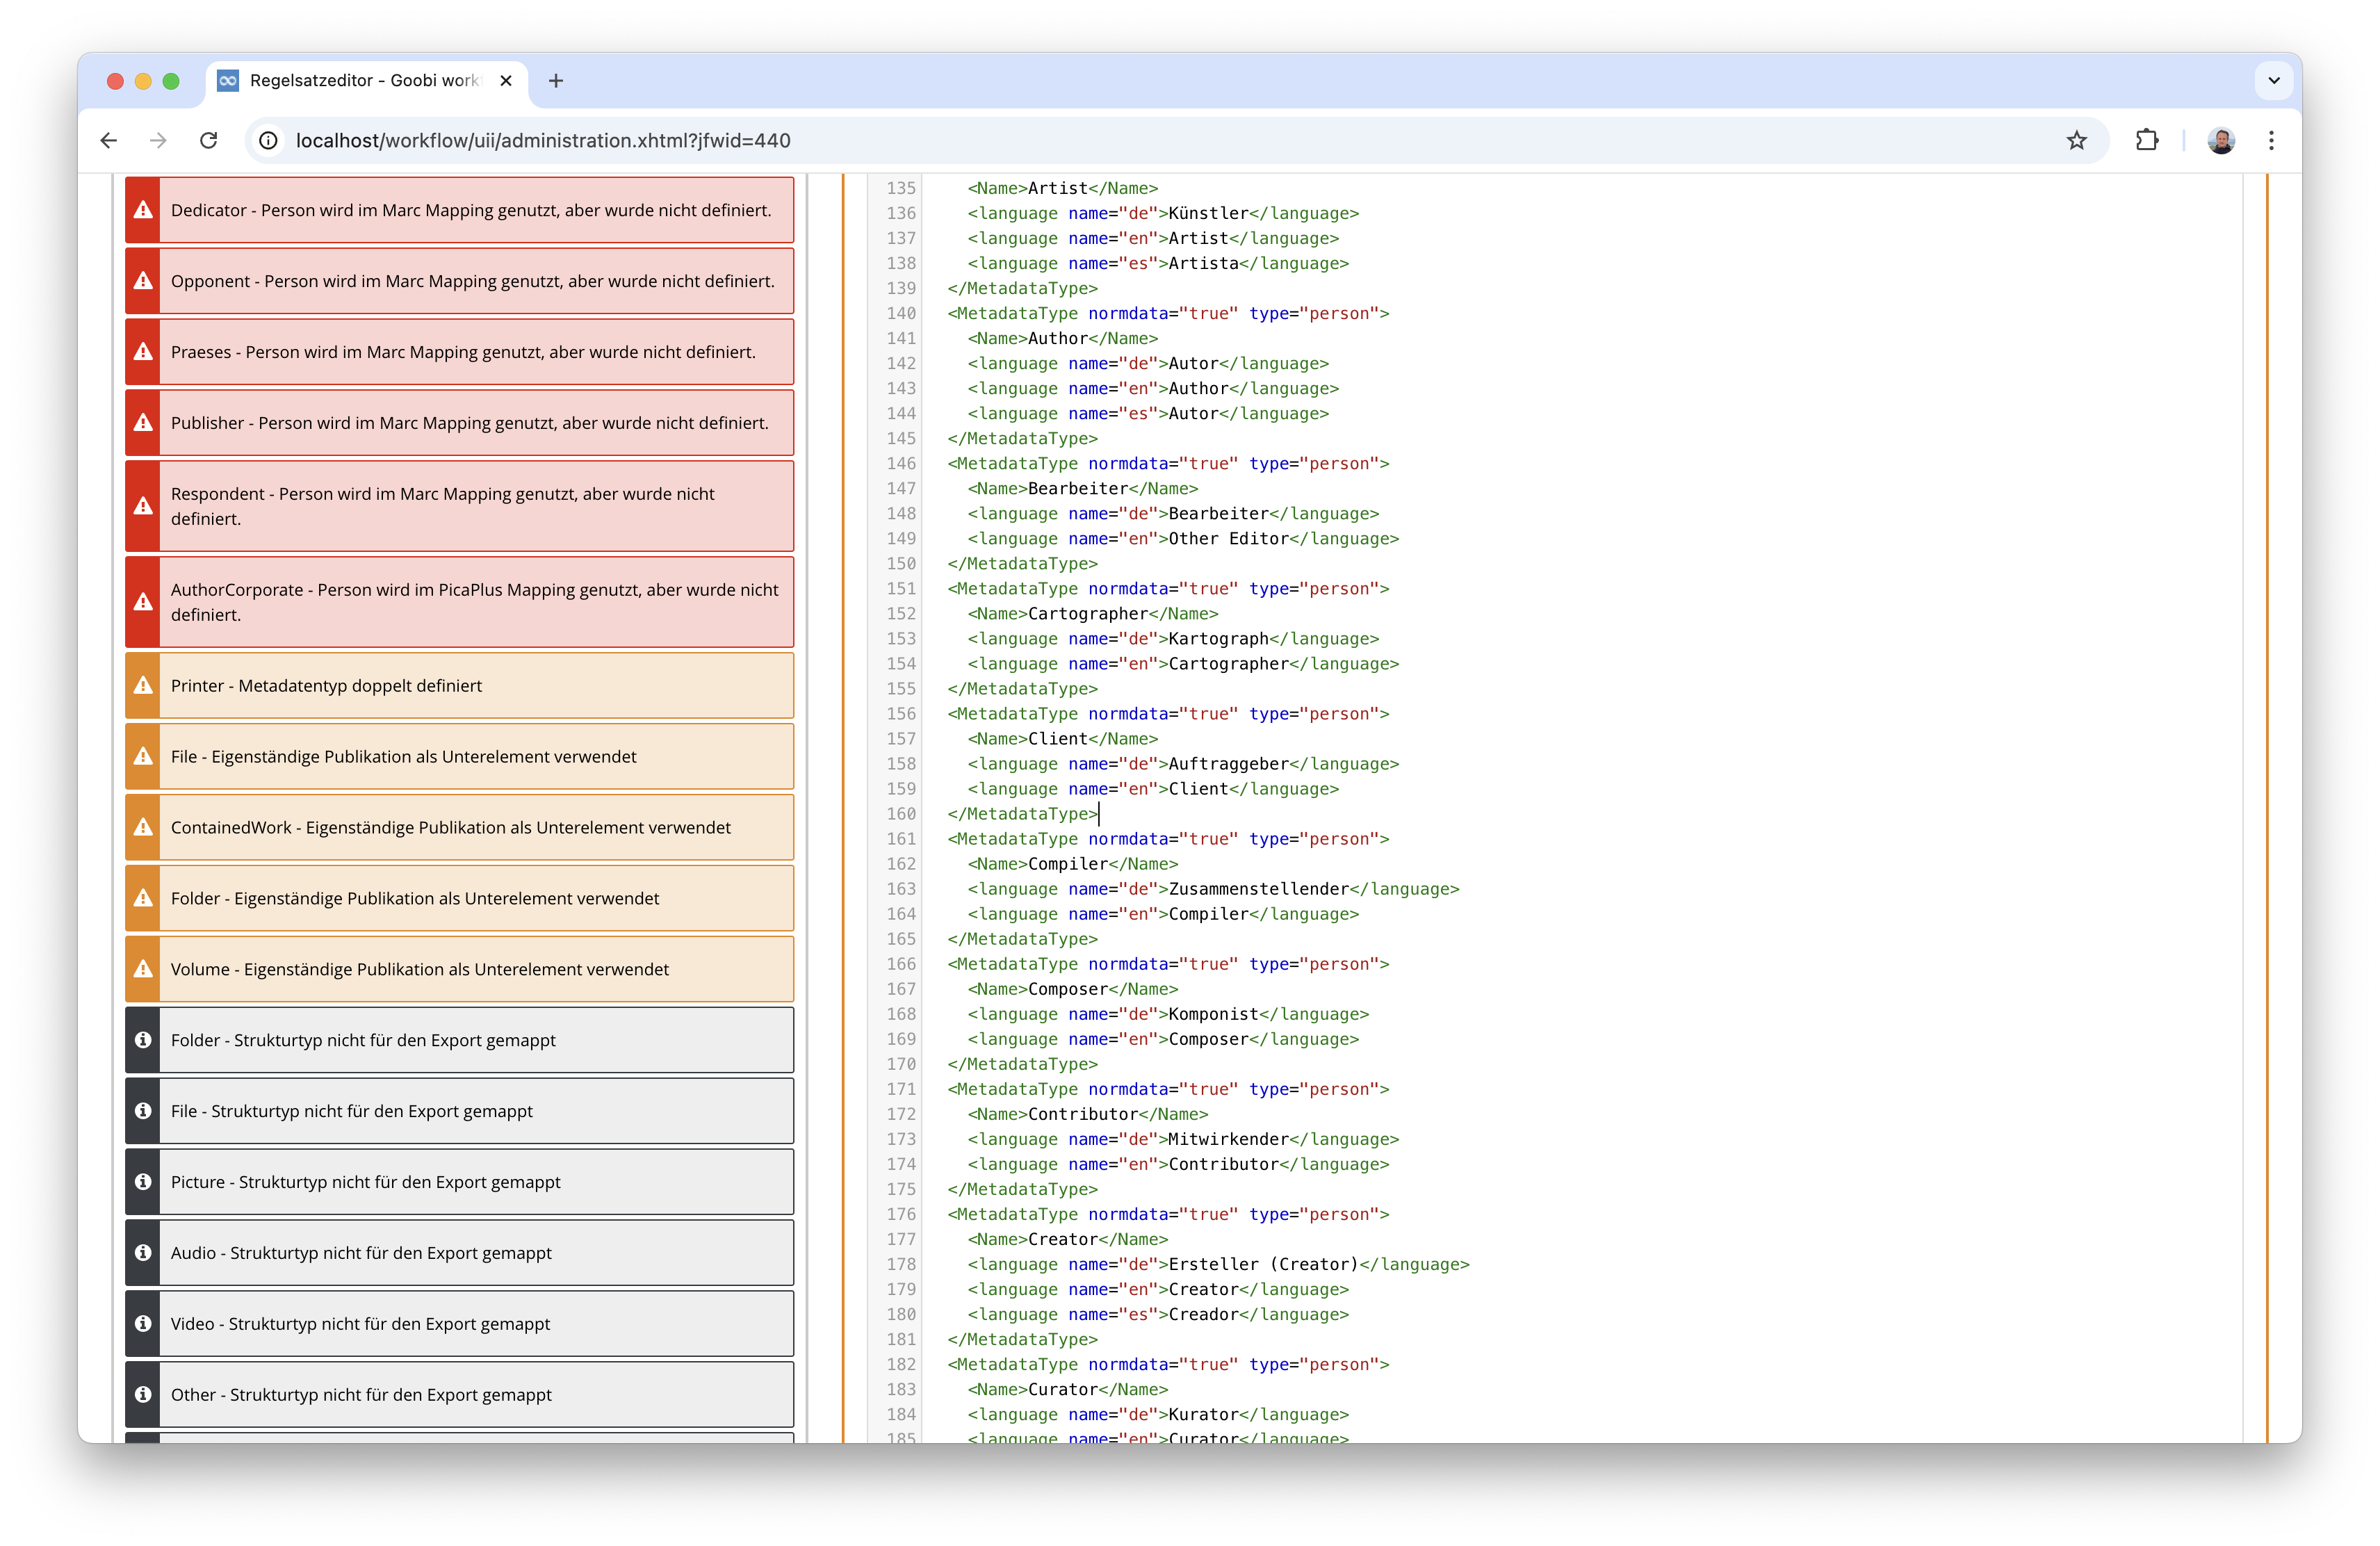 Regelsatzeditor - Goobi work
localhost/workflow/uii/administration.xhtml?jfwid=440
Dedicator - Person wird im Marc Mapping genutzt, aber wurde nicht definiert.
Opponent - Person wird im Marc Mapping genutzt, aber wurde nicht definiert.
Praeses - Person wird im Marc Mapping genutzt, aber wurde nicht definiert.
Publisher - Person wird im Marc Mapping genutzt, aber wurde nicht definiert.
Respondent - Person wird im Marc Mapping genutzt, aber wurde nicht
definiert.
AuthorCorporate - Person wird im PicaPlus Mapping genutzt, aber wurde nicht
definiert.
Printer - Metadatentyp doppelt definiert
File - Eigenständige Publikation als Unterelement verwendet
ContainedWork - Eigenständige Publikation als Unterelement verwendet
Folder - Eigenständige Publikation als Unterelement verwendet
Volume - Eigenständige Publikation als Unterelement verwendet
Folder - Strukturtyp nicht für den Export gemappt
File - Strukturtyp nicht für den Export gemappt
Picture - Strukturtyp nicht für den Export gemappt
Audio - Strukturtyp nicht für den Export gemappt
Video - Strukturtyp nicht für den Export gemappt
Other - Strukturtyp nicht für den Export gemappt
135 <Name>Artist</Name>
136 <language name="de">Künstler</language>
137 <language name="en">Artist</language>
138 <language name="es">Artista</language>
139 </MetadataType>
140 <MetadataType normdata="true" type="person">
141 <Name>Author</Name>
142 <language name="de">Autor</language>
143 <language name="en">Author</language>
144 <language name="es">Autor</language>
145 </MetadataType>
146 <MetadataType normdata="true" type="person">
147 <Name>Bearbeiter</Name>
148 <language name="de">Bearbeiter</language>
149 <language name="en">Other Editor</language>
150 </MetadataType>
151 <MetadataType normdata="true" type="person">
152 <Name>Cartographer</Name>
153 <language name="de">Kartograph</language>
154 <language name="en">Cartographer</language>
155 </MetadataType>
156 <MetadataType normdata="true" type="person">
157 <Name>Client</Name>
158 <language name="de">Auftraggeber</language>
159 <language name="en">Client</language>
160 </MetadataType>
161 <MetadataType normdata="true" type="person">
162 <Name>Compiler</Name>
163 <language name="de">Zusammenstellender</language>
164 <language name="en">Compiler</language>
165 </MetadataType>
166 <MetadataType normdata="true" type="person">
167 <Name>Composer</Name>
168 <language name="de">Komponist</language>
169 <language name="en">Composer</language>
170 </MetadataType>
171 <MetadataType normdata="true" type="person">
172 <Name>Contributor</Name>
173 <language name="de">Mitwirkender</language>
174 <language name="en">Contributor</language>
175 </MetadataType>
176 <MetadataType normdata="true" type="person">
177 <Name>Creator</Name>
178 <language name="de">Ersteller (Creator)</language>
179 <language name="en">Creator</language>
180 <language name="es">Creador</language>
181 </MetadataType>
182 <MetadataType normdata="true" type="person">
183 <Name>Curator</Name>
184 <language name="de">Kurator</language>
185 <language name="en">Curator</language>